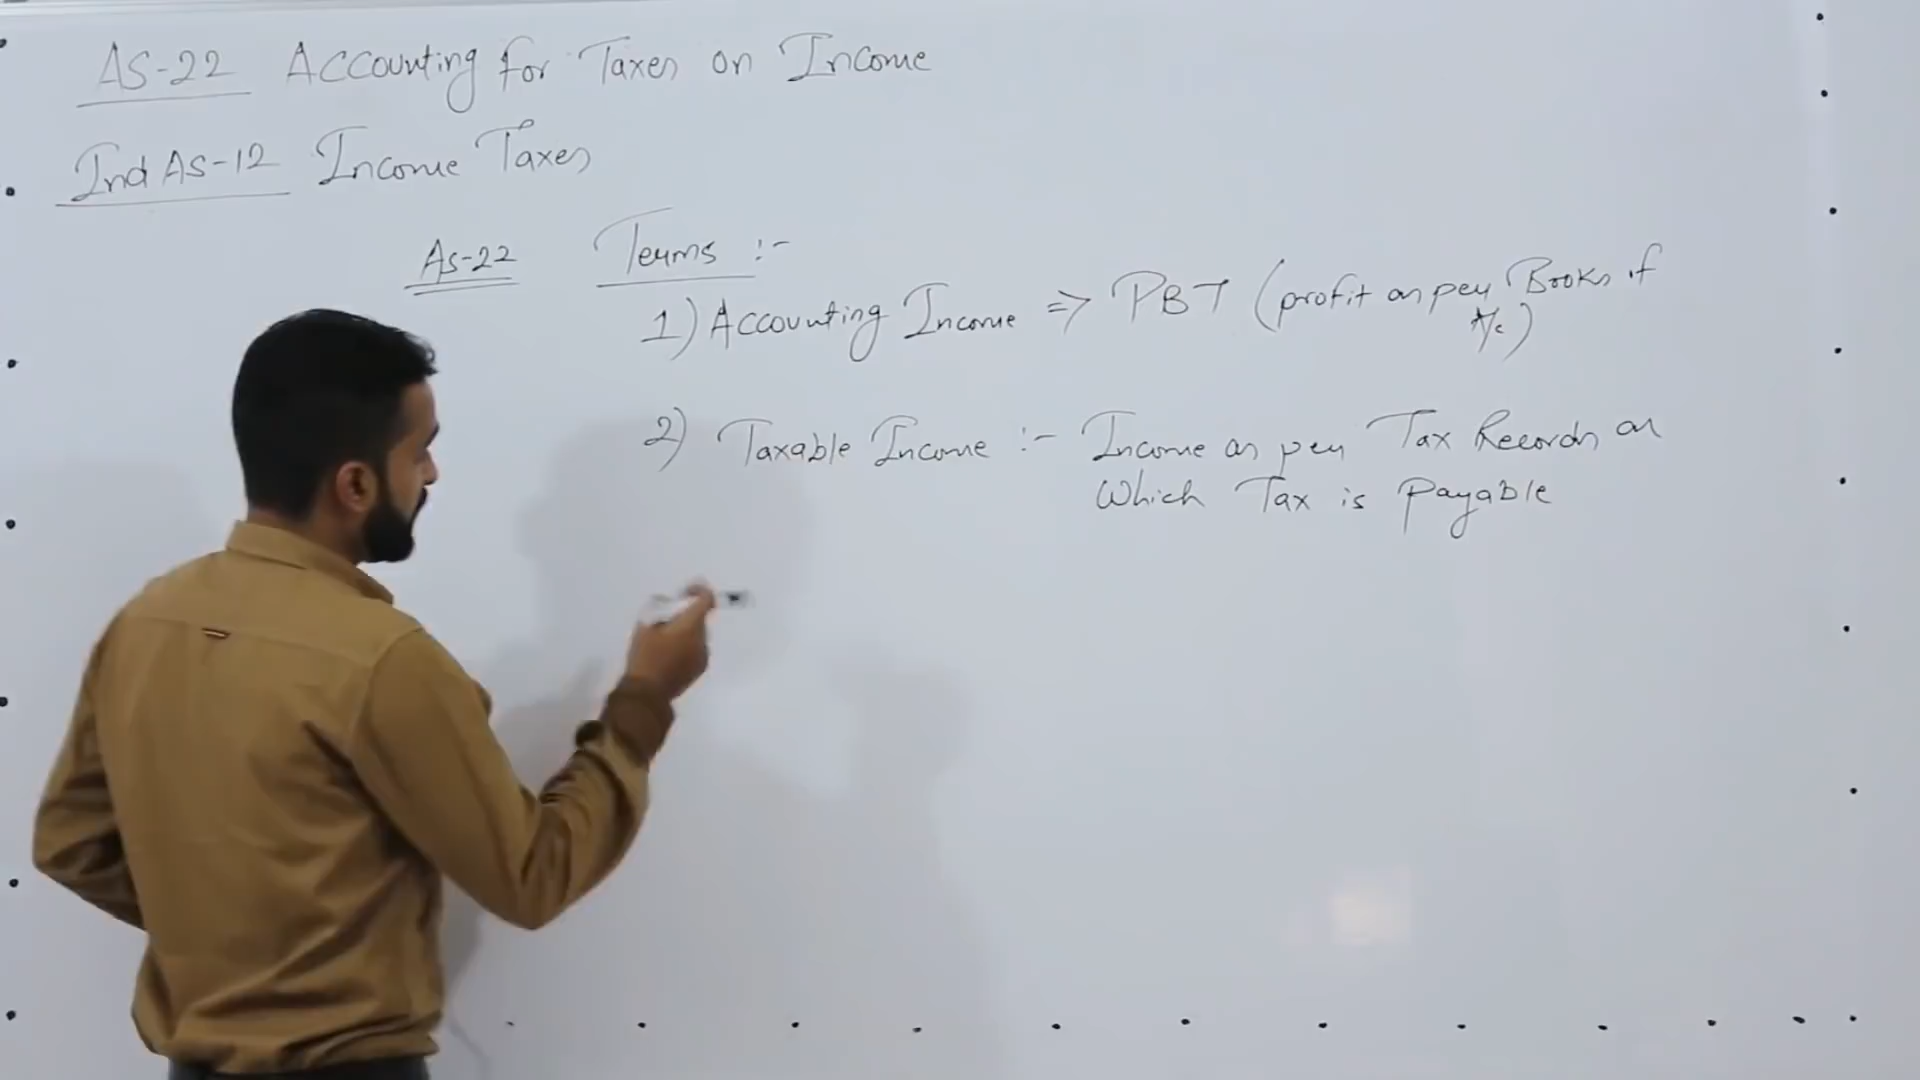 AS-22 Accounting for Taxes on Income
Ind AS-12 Income Taxes
As-22 Terms :-
1) Accounting Income => PBT (profit as per Books of
A/c)
2) Taxable Income :- Income as per Tax Records on
Which Tax is Payable